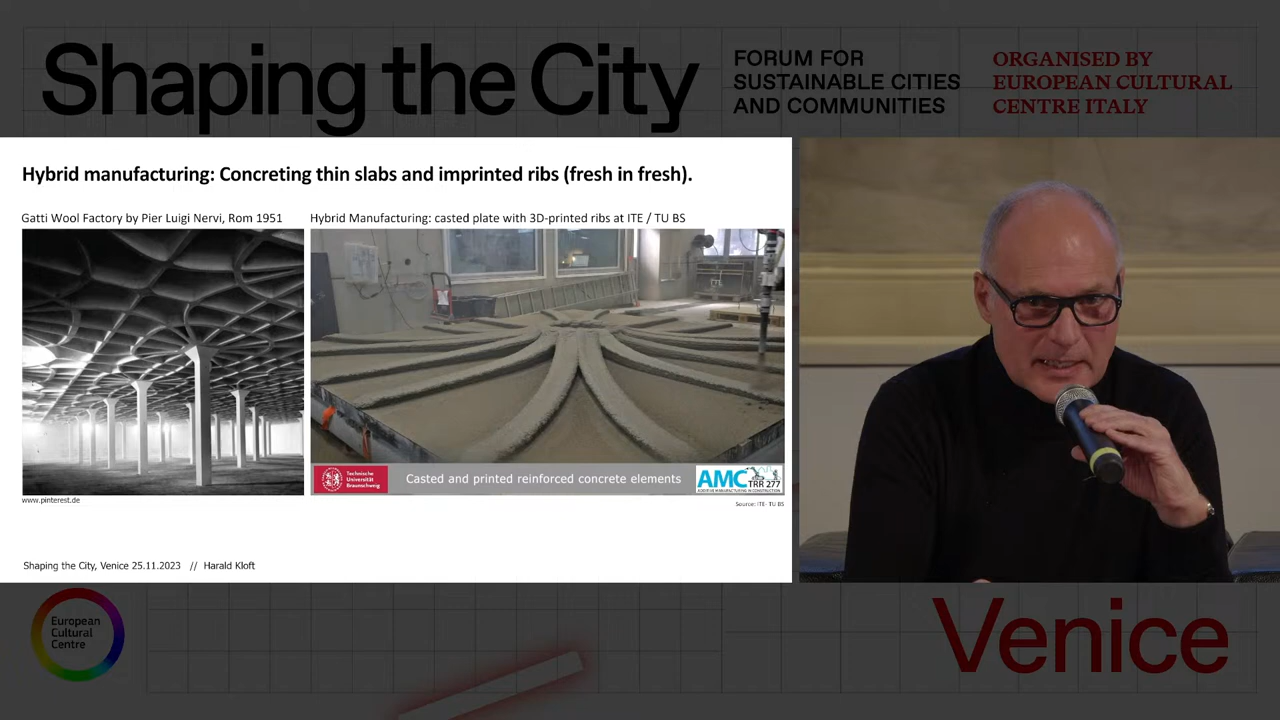 Shaping the City
FORUM FOR
SUSTAINABLE CITIES
AND COMMUNITIES
ORGANISED BY
EUROPEAN CULTURAL
CENTRE ITALY
Hybrid manufacturing: Concreting thin slabs and imprinted ribs (fresh in fresh).
Gatti Wool Factory by Pier Luigi Nervi, Rom 1951
Hybrid Manufacturing: casted plate with 3D-printed ribs at ITE / TU BS
Technische
Universität
Braunschweig
Casted and printed reinforced concrete elements
AMC TRR 277
ADDITIVE MANUFACTURING IN CONSTRUCTION
www.pinterest.de
Source: ITE- TU BS
Shaping the City, Venice 25.11.2023 // Harald Kloft
European
Cultural
Centre
Venice